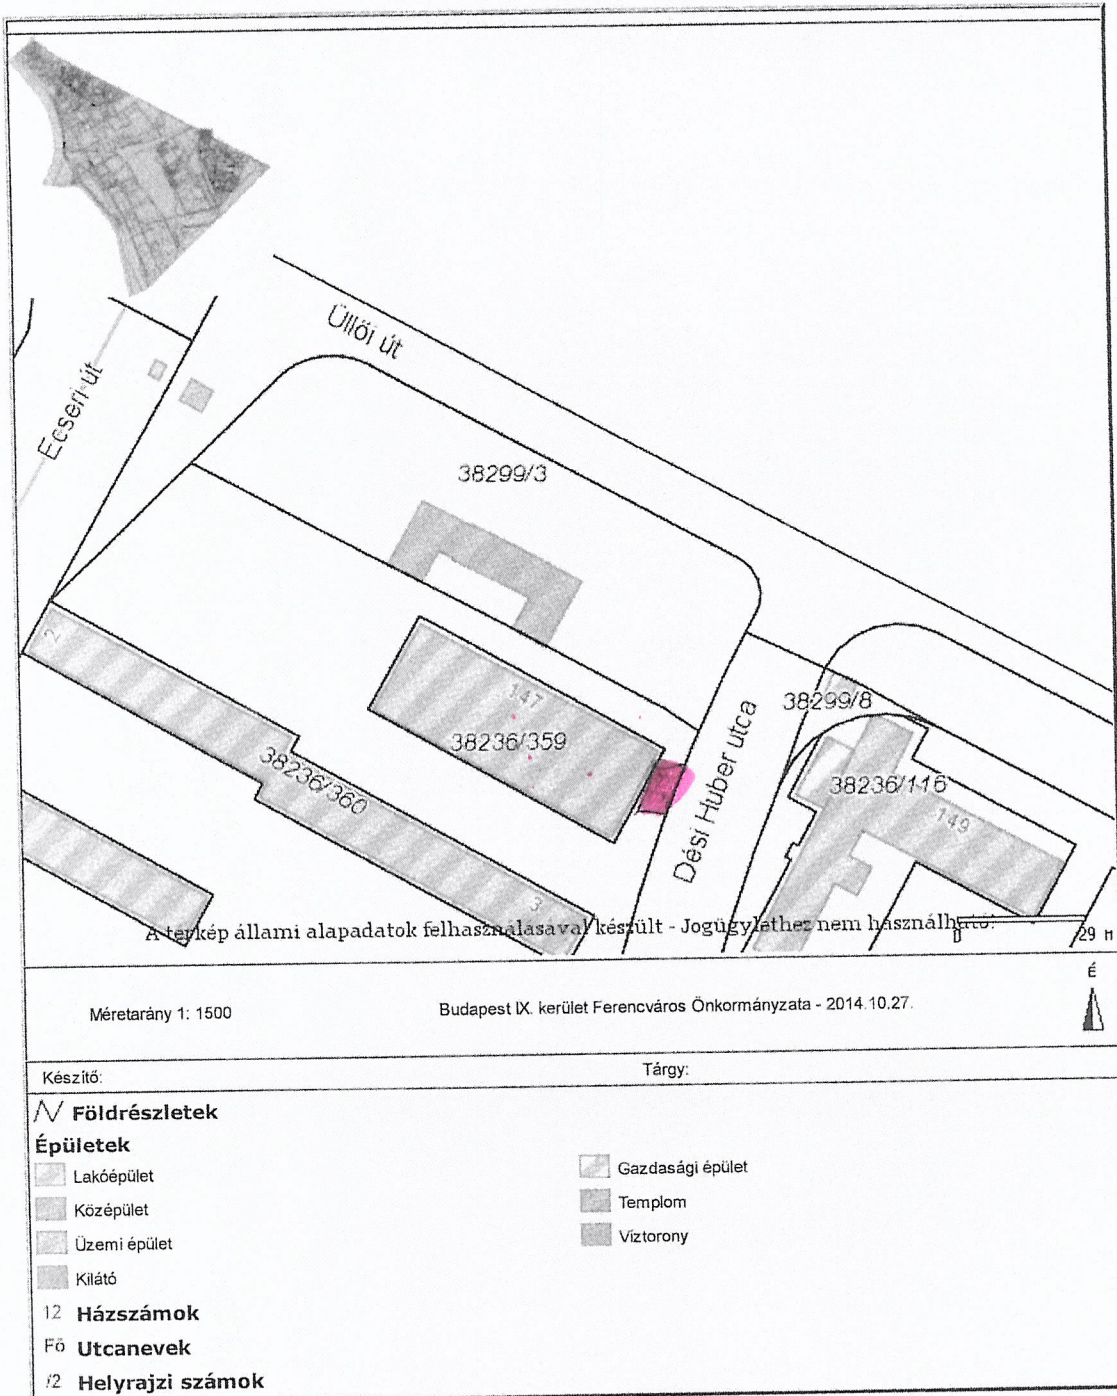 Üllői út
Ecseri út
38299/3
2
147
38236/359
38299/8
38236/360
Dési Huber utca
38236/116
149
3
A térkép állami alapadatok felhasználásával készült - Jogügylethez nem használható!
0
29 m
É
Méretarány 1: 1500
Budapest IX. kerület Ferencváros Önkormányzata - 2014.10.27.
Készítő:
Tárgy:
Földrészletek
Épületek
Lakóépület
Középület
Üzemi épület
Kilátó
Gazdasági épület
Templom
Víztorony
12 Házszámok
Fő Utcanevek
/2 Helyrajzi számok